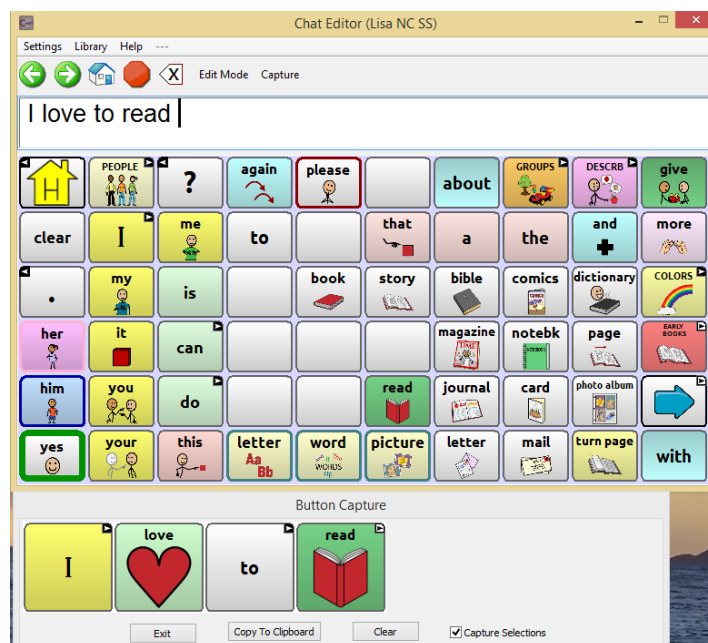 Chat Editor (Lisa NC SS)
Settings Library Help ---
Edit Mode Capture
I love to read
H PEOPLE ? again please about GROUPS DESCRB give
clear I me to that a the and more
. my is book story bible comics dictionary COLORS
her it can magazine notebk page EARLY BOOKS
him you do read journal card photo album
yes your this letter Aa Bb word WORDS picture letter mail turn page with
Button Capture
I love to read
Exit Copy To Clipboard Clear Capture Selections